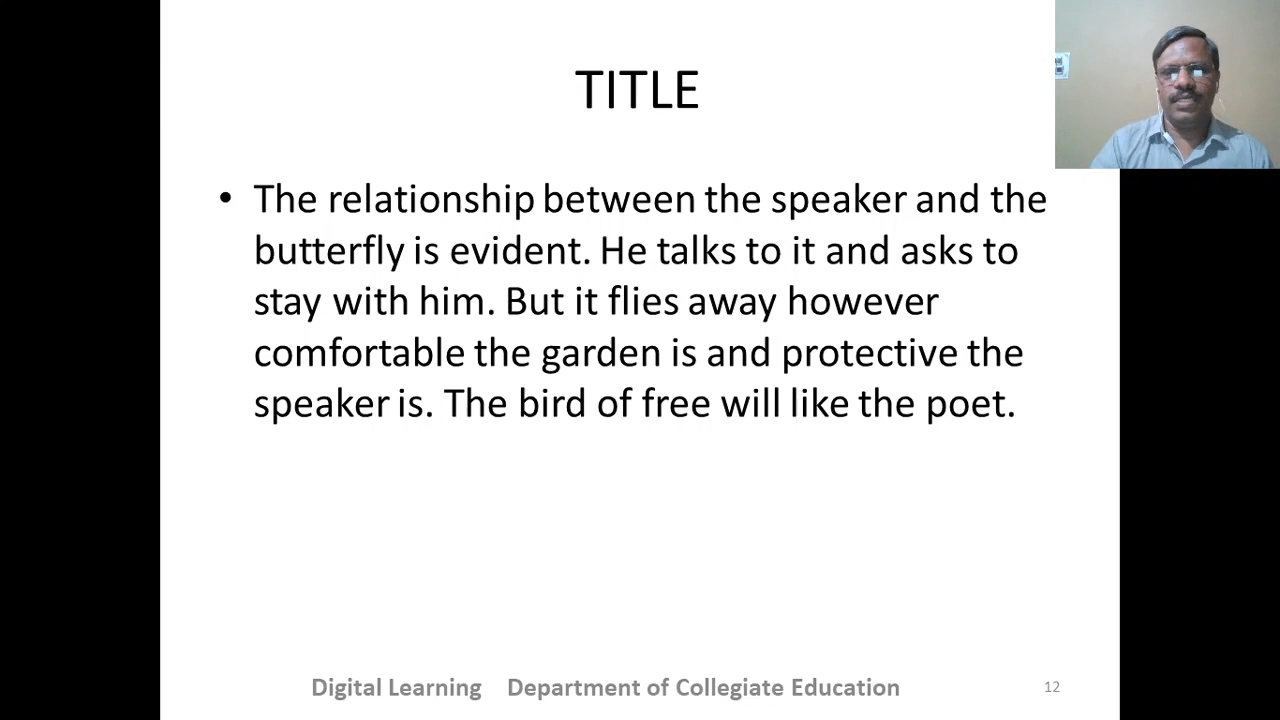 TITLE
• The relationship between the speaker and the
butterfly is evident. He talks to it and asks to
stay with him. But it flies away however
comfortable the garden is and protective the
speaker is. The bird of free will like the poet.
Digital Learning Department of Collegiate Education
12